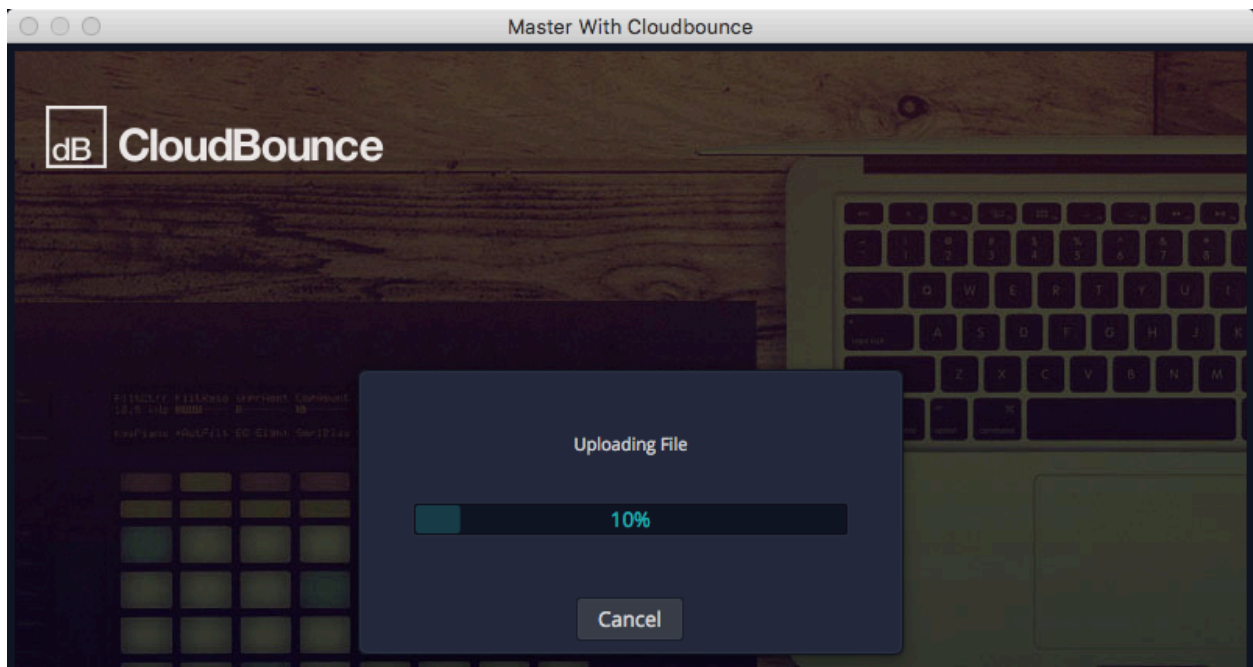 Master With Cloudbounce
dB CloudBounce
Uploading File
10%
Cancel
Q W E R T Y U I
A S D F G H J K
Z X C V B N M